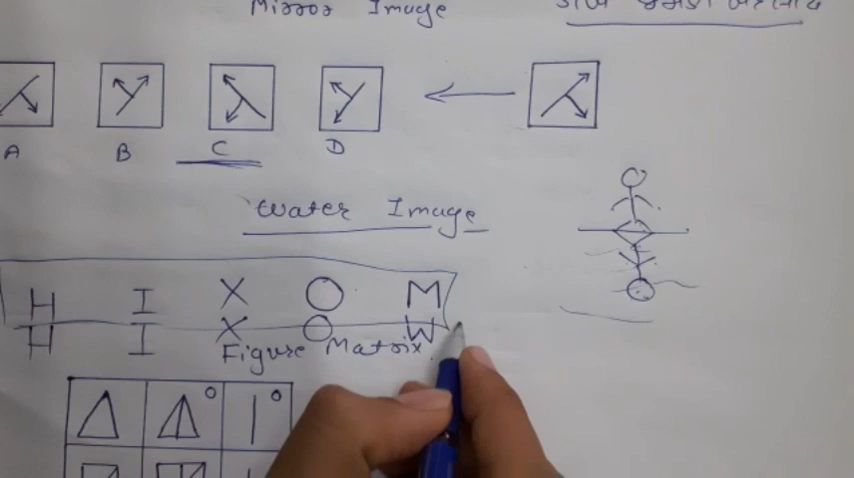 Mirror Image
A B C D
Water Image
H I X O M
H I X O W
Figure Matrix